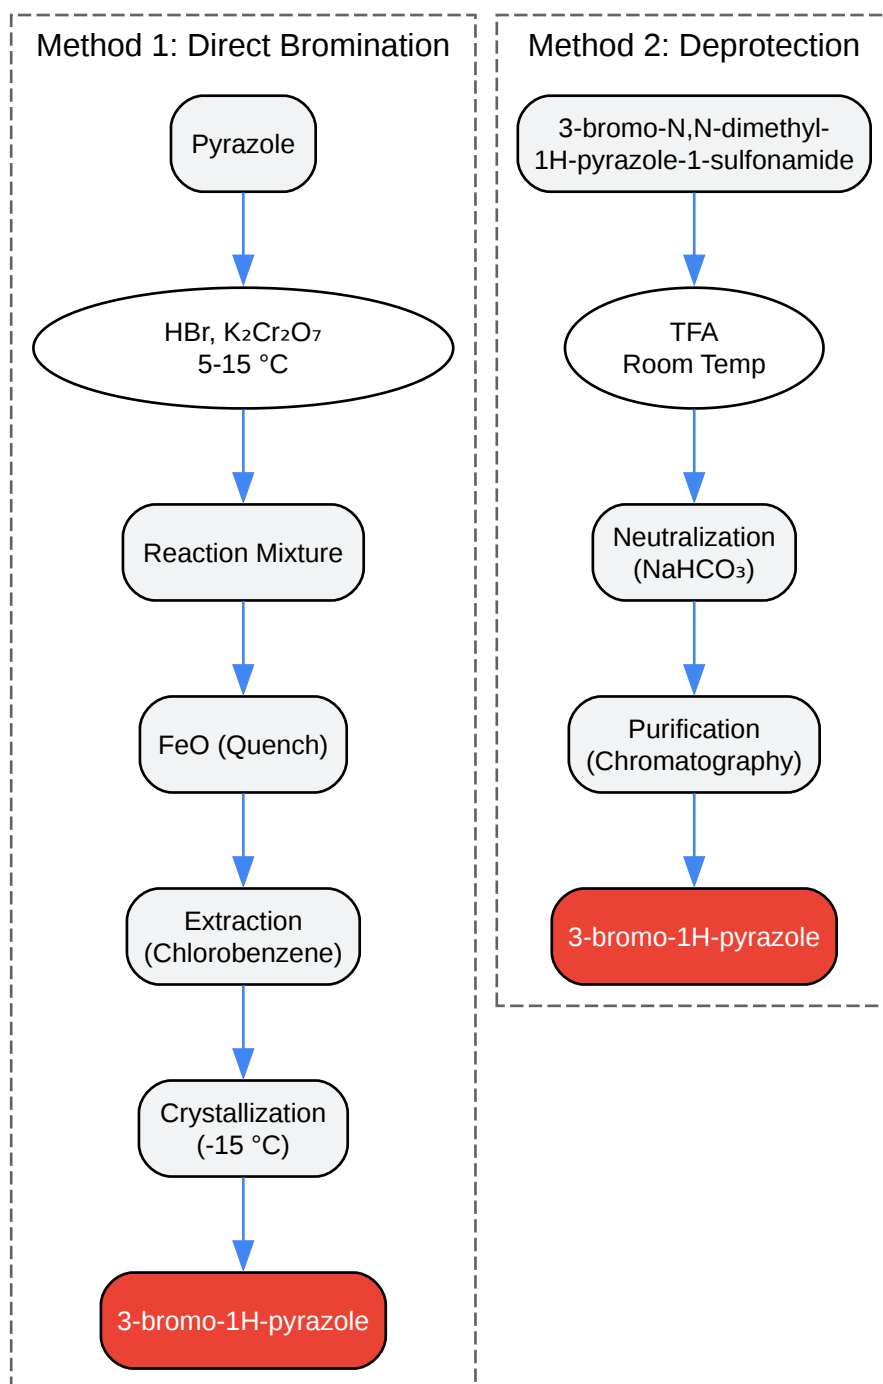 Method 1: Direct Bromination
Pyrazole
HBr, K₂Cr₂O₇
5-15 °C
Reaction Mixture
FeO (Quench)
Extraction
(Chlorobenzene)
Crystallization
(-15 °C)
3-bromo-1H-pyrazole
Method 2: Deprotection
3-bromo-N,N-dimethyl-
1H-pyrazole-1-sulfonamide
TFA
Room Temp
Neutralization
(NaHCO₃)
Purification
(Chromatography)
3-bromo-1H-pyrazole